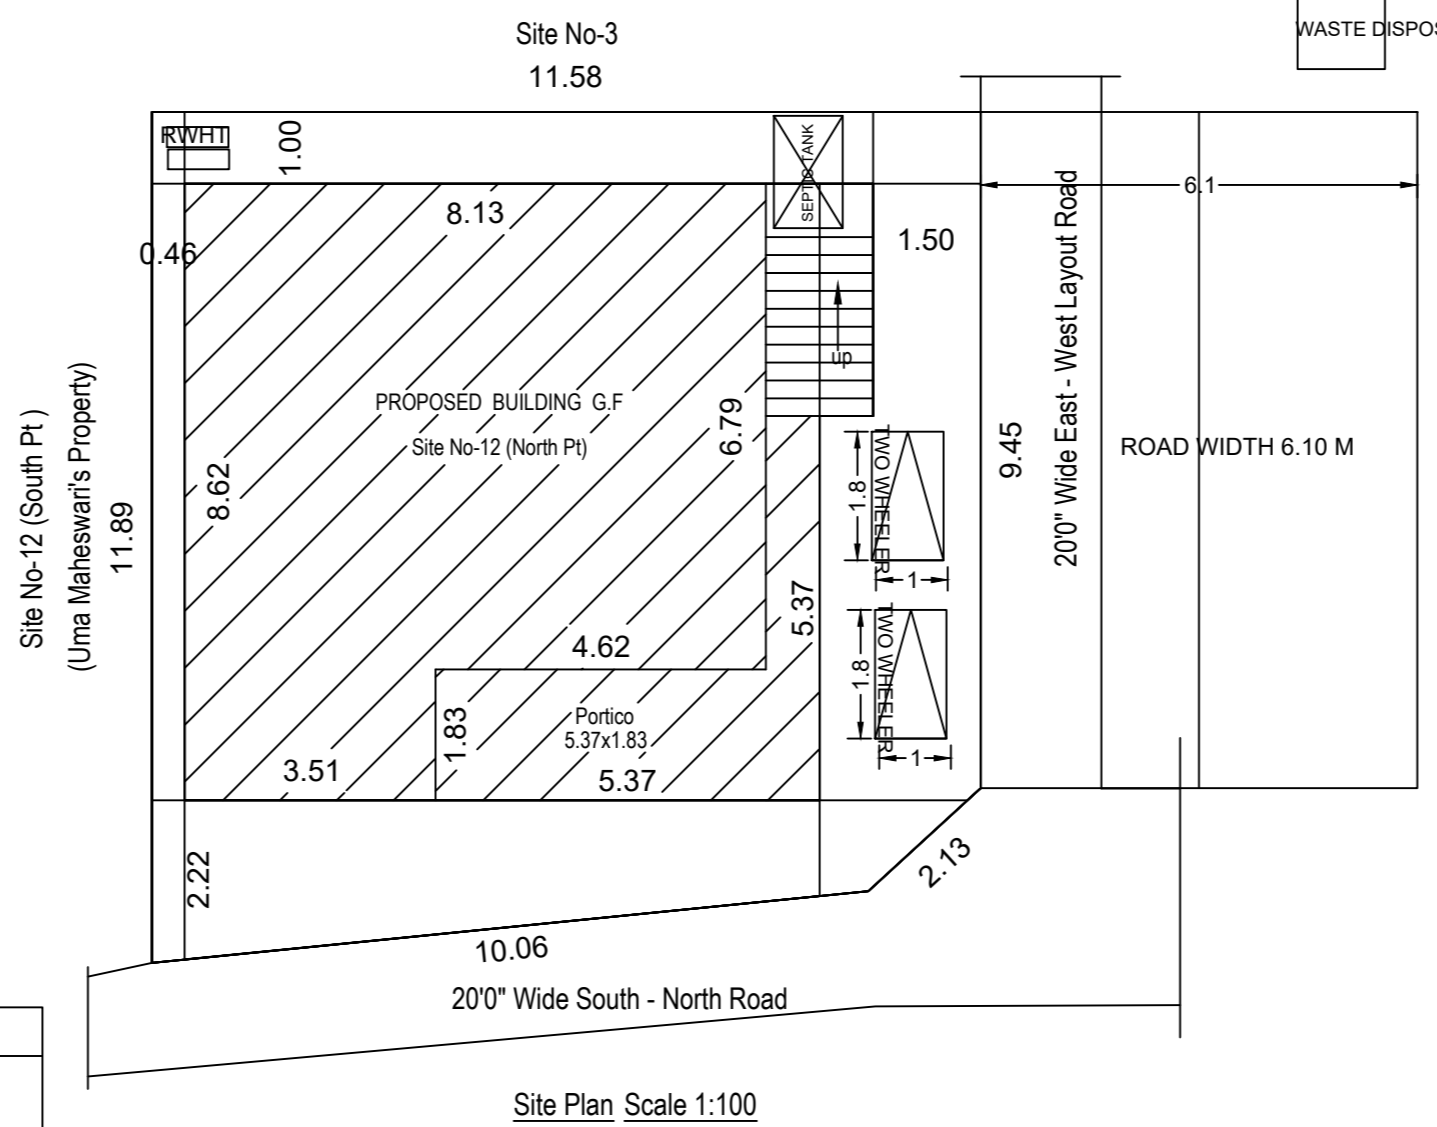 WASTE DISPOS
Site No-3
11.58
RWHT
1.00
SEPTIC TANK
8.13
0.46
1.50
6.1
20'0" Wide East - West Layout Road
up
PROPOSED BUILDING G.F
Site No-12 (North Pt)
6.79
8.62
Site No-12 (South Pt )
(Uma Maheswari's Property)
11.89
9.45
ROAD WIDTH 6.10 M
TWO WHEELER
1.8
1
5.37
4.62
TWO WHEELER
1.8
1
1.83
Portico
5.37x1.83
3.51
5.37
2.22
2.13
10.06
20'0" Wide South - North Road
Site Plan Scale 1:100